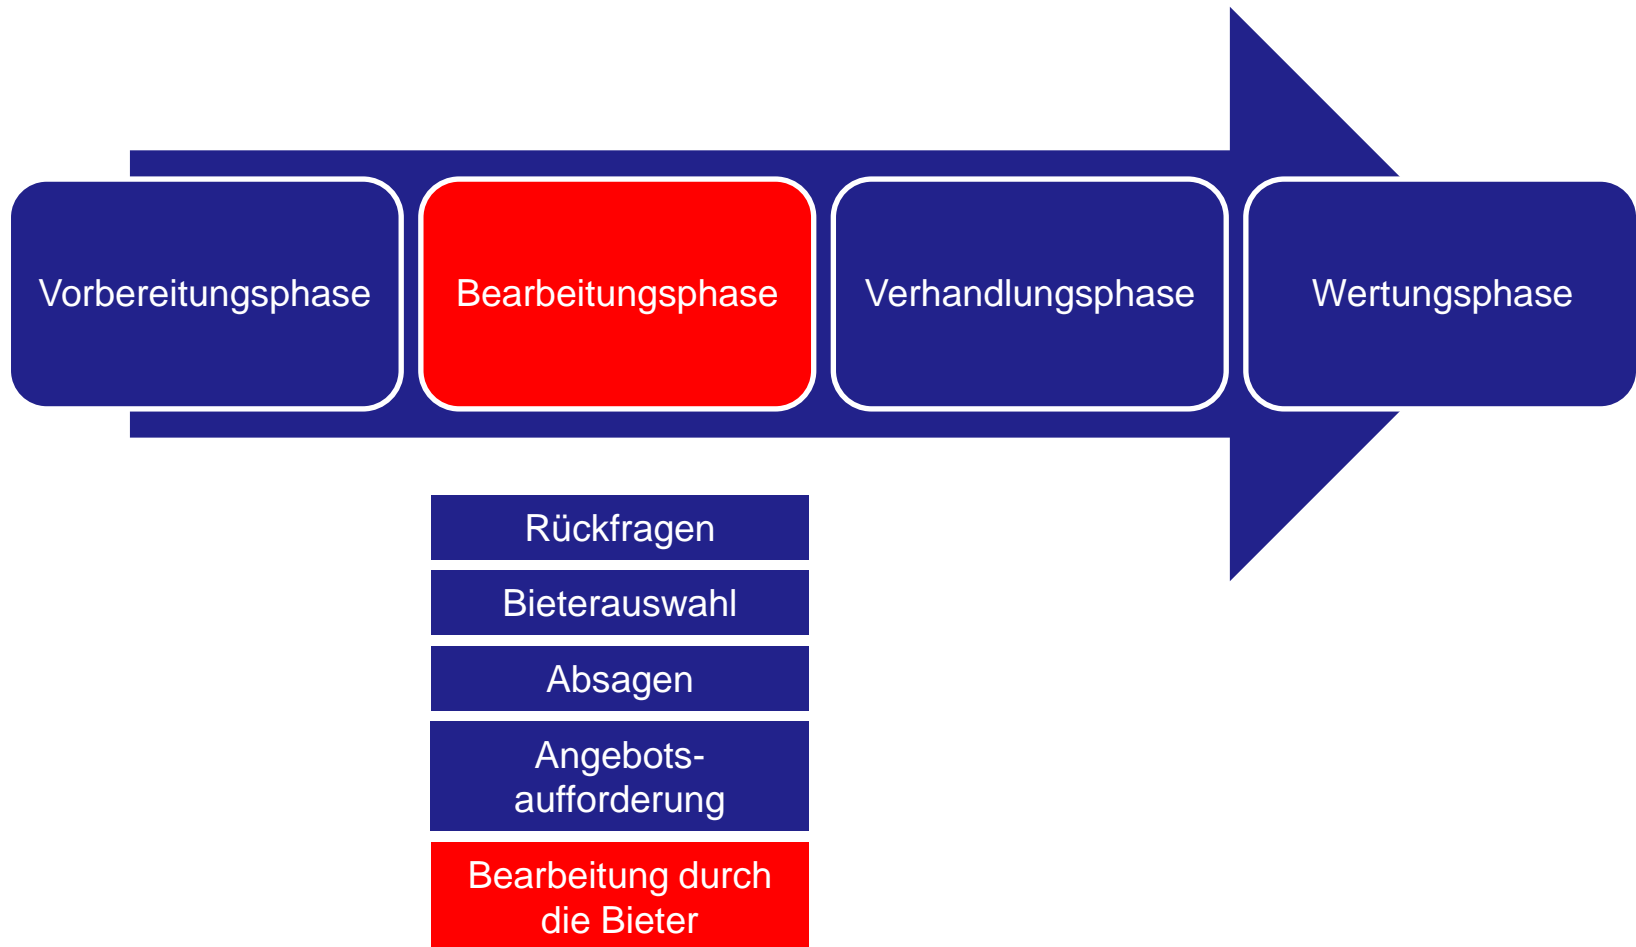 Vorbereitungsphase
Bearbeitungsphase
Verhandlungsphase
Wertungsphase
Rückfragen
Bieterauswahl
Absagen
Angebots-
aufforderung
Bearbeitung durch
die Bieter